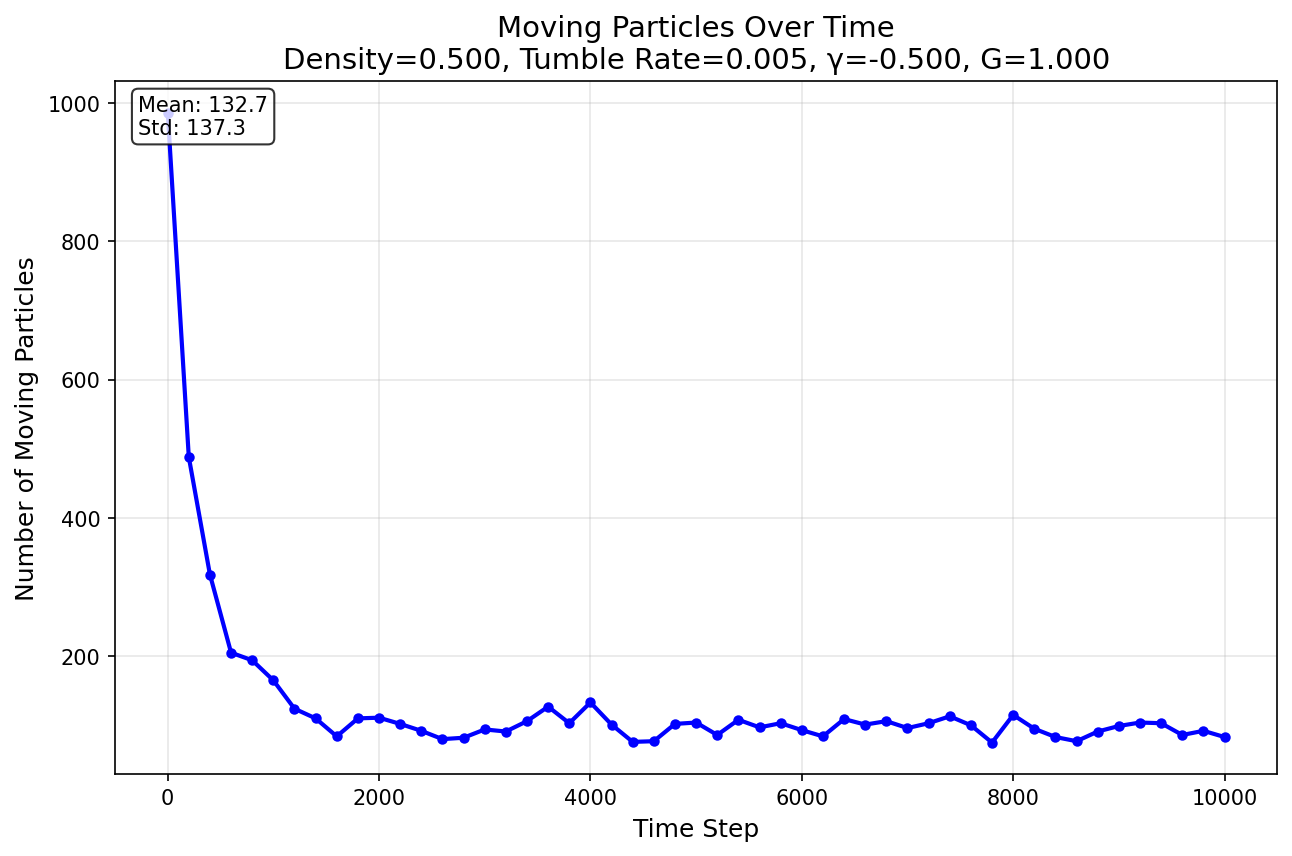 Moving Particles Over Time
Density=0.500, Tumble Rate=0.005, γ=-0.500, G=1.000
Mean: 132.7
Std: 137.3
Number of Moving Particles
1000
800
600
400
200
0
2000
4000
6000
8000
10000
Time Step